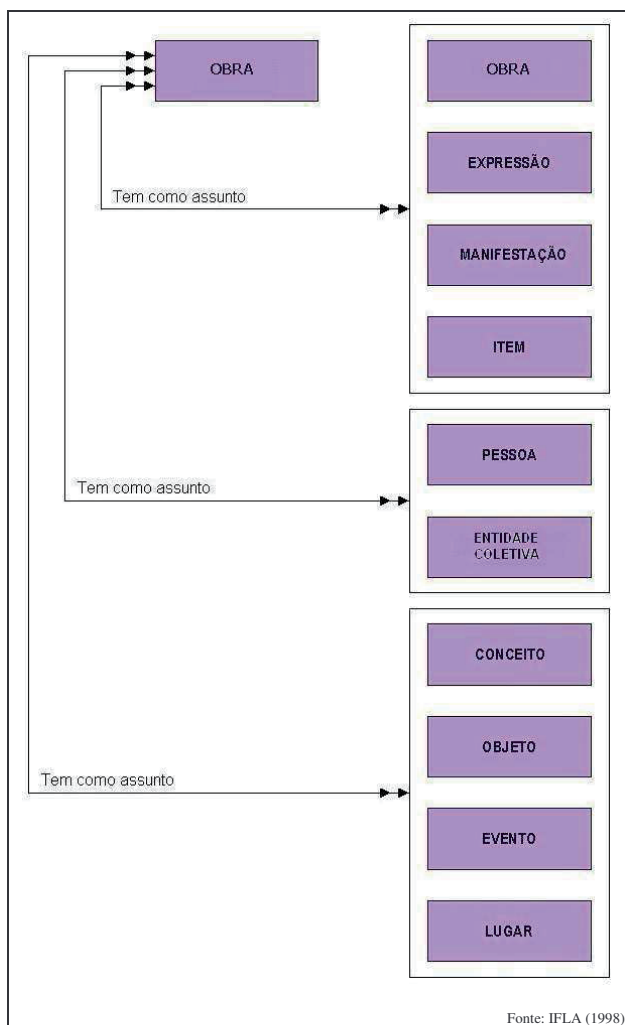 OBRA
OBRA
EXPRESSÃO
Tem como assunto
MANIFESTAÇÃO
ITEM
PESSOA
Tem como assunto
ENTIDADE
COLETIVA
CONCEITO
OBJETO
Tem como assunto
EVENTO
LUGAR
Fonte: IFLA (1998)